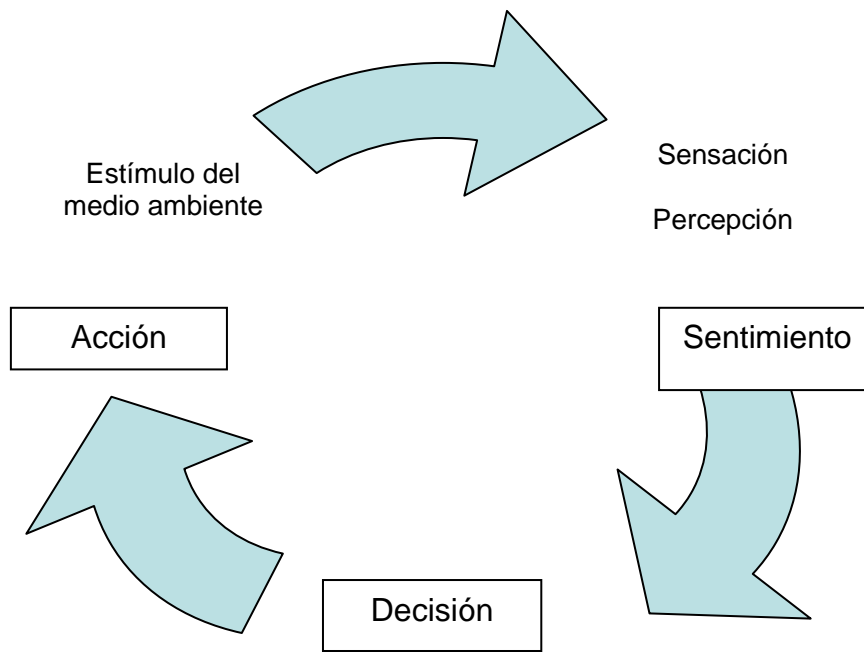 Estímulo del
medio ambiente
Sensación
Percepción
Sentimiento
Decisión
Acción